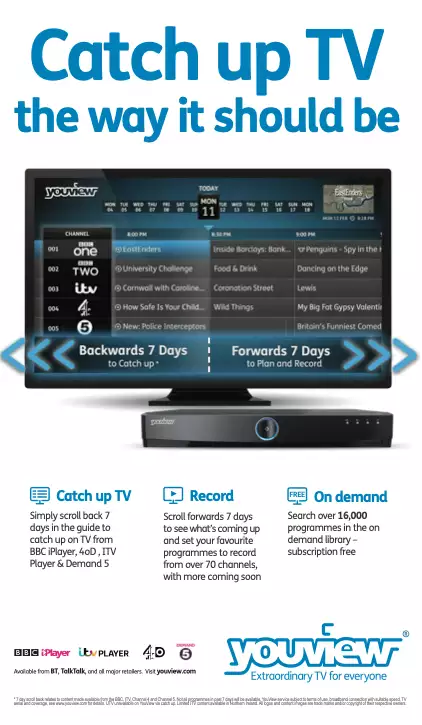 Catch up TV
the way it should be
youview
TODAY
MON TUE WED THU FRI SAT SUN MON TUE WED THU FRI SAT SUN MON
04 05 06 07 08 09 11 12 13 14 15 16 17 18
EastEnders
MON 11 FEB 8:28 PM
CHANNEL 8:00 PM 8:30 PM 9:00 PM
001 BBC one EastEnders Inside Barclays: Bank... Penguins - Spy in the H
002 BBC TWO University Challenge Food & Drink Dancing on the Edge
003 itv Cornwall with Caroline... Coronation Street Lewis
004 4 How Safe Is Your Child... Wild Things My Big Fat Gypsy Valentin
005 5 New: Police Interceptors Britain's Funniest Comed
Backwards 7 Days
to Catch up *
Forwards 7 Days
to Plan and Record
youview
Catch up TV
Simply scroll back 7
days in the guide to
catch up on TV from
BBC iPlayer, 4oD , ITV
Player & Demand 5
Record
Scroll forwards 7 days
to see what's coming up
and set your favourite
programmes to record
from over 70 channels,
with more coming soon
FREE On demand
Search over 16,000
programmes in the on
demand library –
subscription free
BBC iPlayer itv PLAYER 4oD DEMAND 5
Available from BT, TalkTalk, and all major retailers. Visit youview.com
youview®
Extraordinary TV for everyone